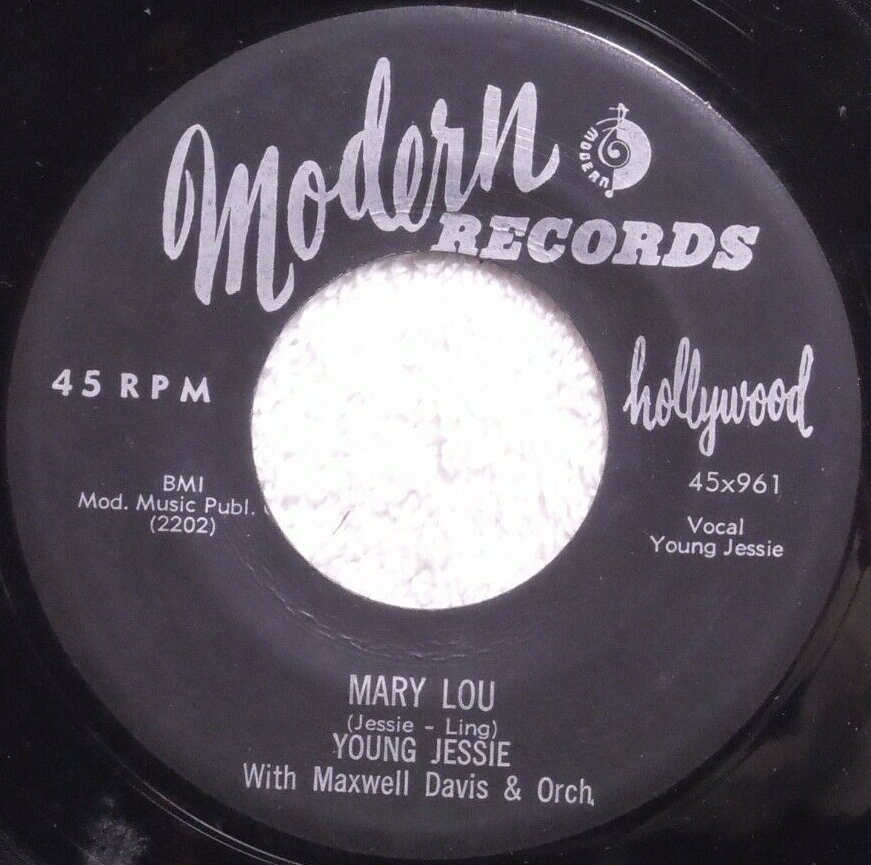 Modern
MODERN
RECORDS
45 RPM
hollywood
BMI
Mod. Music Publ.
(2202)
45x961
Vocal
Young Jessie
MARY LOU
(Jessie - Ling)
YOUNG JESSIE
With Maxwell Davis & Orch.